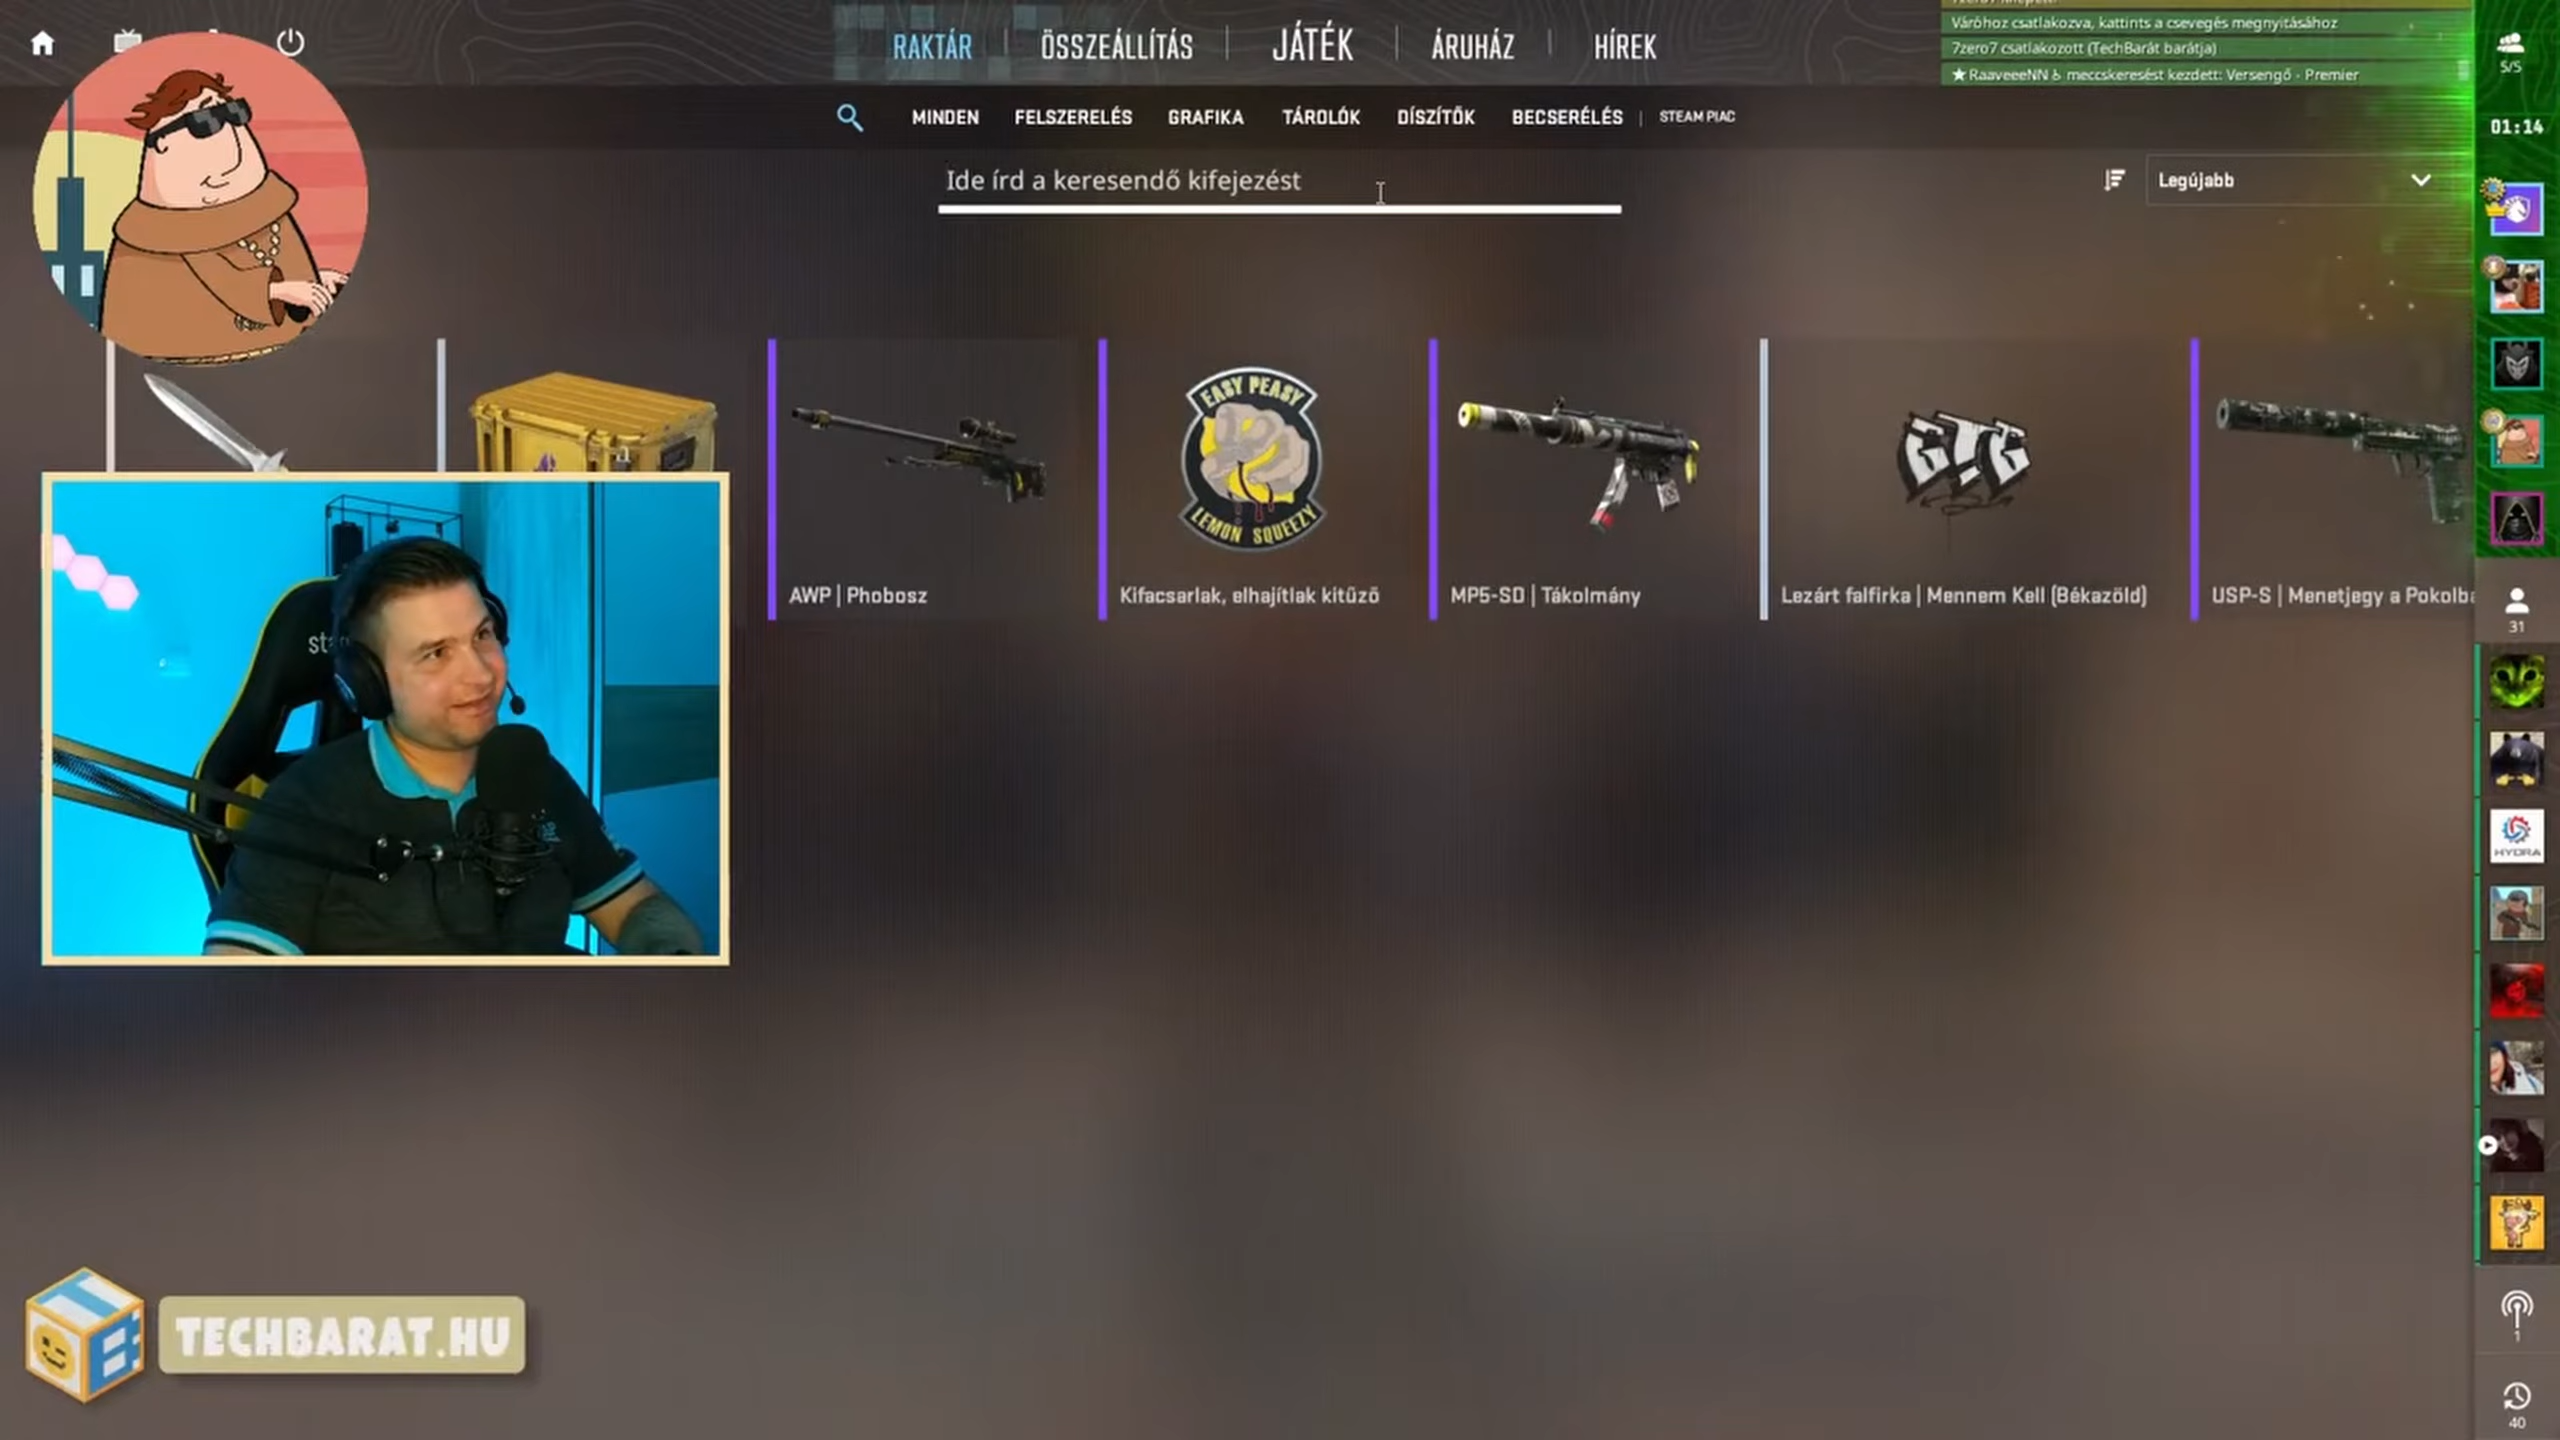 RAKTÁR
ÖSSZEÁLLÍTÁS
JÁTÉK
ÁRUHÁZ
HÍREK
Váróhoz csatlakozva, kattints a csevegés megnyitásához
7zero7 csatlakozott (TechBarát barátja)
★ RaaveeeNN♿ meccskeresést kezdett: Versengő - Premier
5/5
01:14
MINDEN
FELSZERELÉS
GRAFIKA
TÁROLÓK
DÍSZÍTŐK
BECSERÉLÉS
STEAM PIAC
Ide írd a keresendő kifejezést
Legújabb
EASY PEASY
LEMON SQUEEZY
AWP | Phobosz
Kifacsarlak, elhajítlak kitűző
MP5-SD | Tákolmány
Lezárt falfirka | Mennem Kell (Békazöld)
USP-S | Menetjegy a Pokolba
31
HYDRA
1
40
TECHBARAT.HU